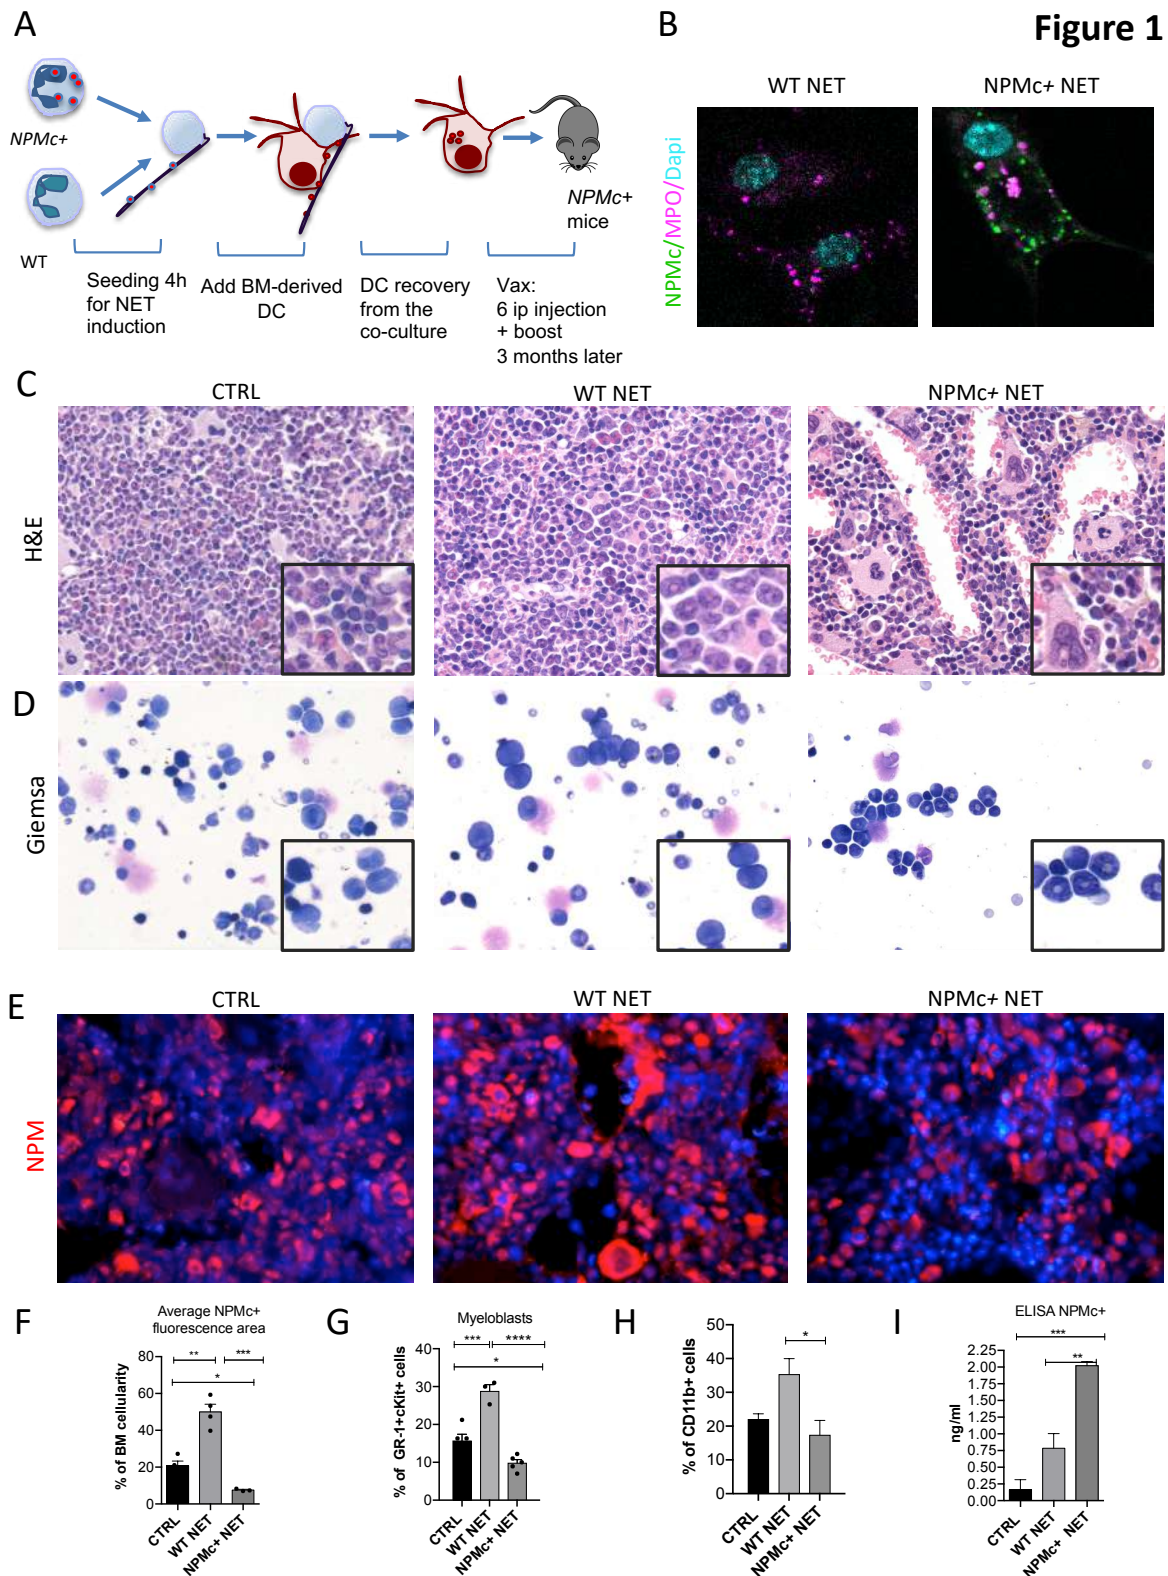 Figure 1
A
NPMc+
WT
Seeding 4h
for NET
induction
Add BM-derived
DC
DC recovery
from the
co-culture
Vax:
6 ip injection
+ boost
3 months later
NPMc+
mice
B
WT NET
NPMc+ NET
NPMc/MPO/Dapi
C
CTRL
WT NET
NPMc+ NET
H&E
D
Giemsa
E
CTRL
WT NET
NPMc+ NET
NPM
F
Average NPMc+
fluorescence area
**
***
*
% of BM cellularity
80
60
40
20
0
CTRL
WT NET
NPMc+ NET
G
Myeloblasts
***
****
*
% of GR-1+cKit+ cells
40
30
20
10
0
CTRL
WT NET
NPMc+ NET
H
*
% of CD11b+ cells
50
40
30
20
10
0
CTRL
WT NET
NPMc+ NET
I
ELISA NPMc+
***
**
ng/ml
2.25
2.00
1.00
0.75
0.50
0.25
0.00
CTRL
WT NET
NPMc+ NET